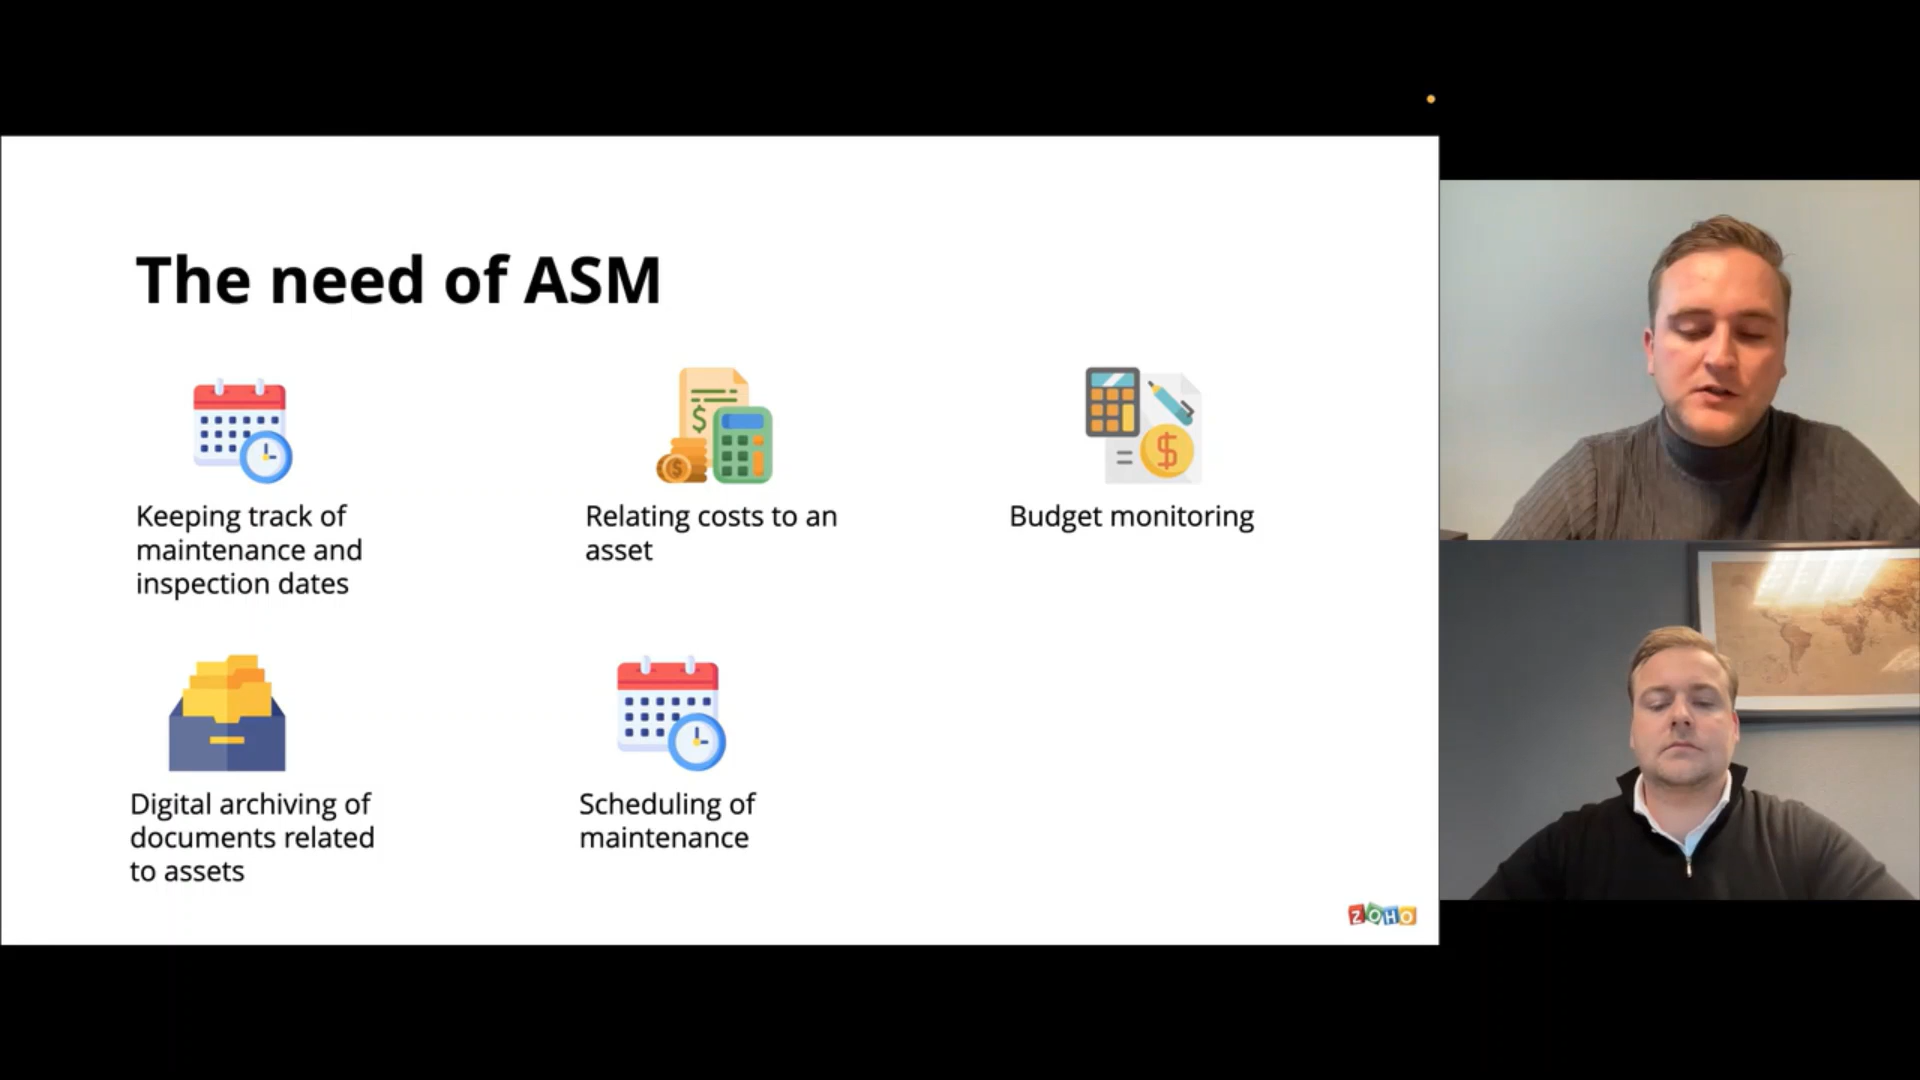 The need of ASM
Keeping track of
maintenance and
inspection dates
Relating costs to an
asset
Budget monitoring
Digital archiving of
documents related
to assets
Scheduling of
maintenance
ZOHO